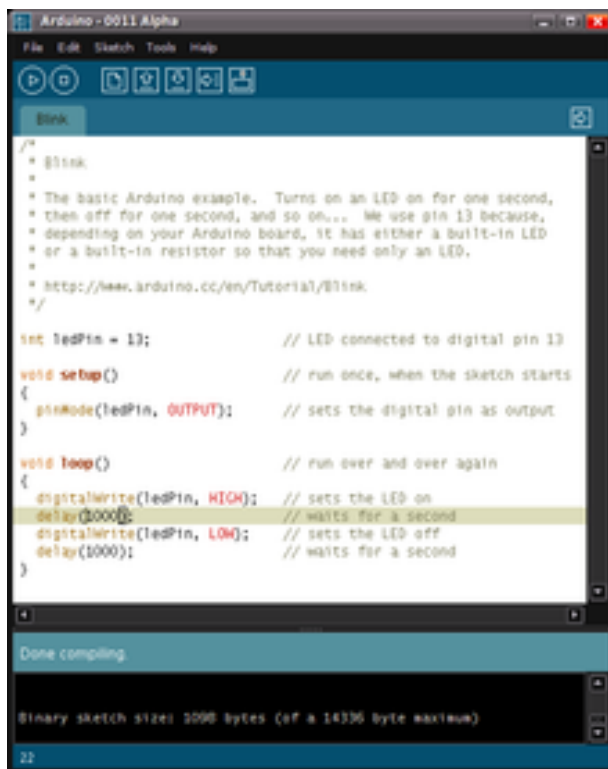 Arduino - 0011 Alpha
File Edit Sketch Tools Help
Blink
/*
 * Blink
 *
 * The basic Arduino example.  Turns on an LED on for one second,
 * then off for one second, and so on...  We use pin 13 because,
 * depending on your Arduino board, it has either a built-in LED
 * or a built-in resistor so that you need only an LED.
 *
 * http://www.arduino.cc/en/Tutorial/Blink
 */
int ledPin = 13;                // LED connected to digital pin 13
void setup()                    // run once, when the sketch starts
{
  pinMode(ledPin, OUTPUT);      // sets the digital pin as output
}
void loop()                     // run over and over again
{
  digitalWrite(ledPin, HIGH);   // sets the LED on
  delay(1000);                  // waits for a second
  digitalWrite(ledPin, LOW);    // sets the LED off
  delay(1000);                  // waits for a second
}
Done compiling.
Binary sketch size: 1098 bytes (of a 14336 byte maximum)
22